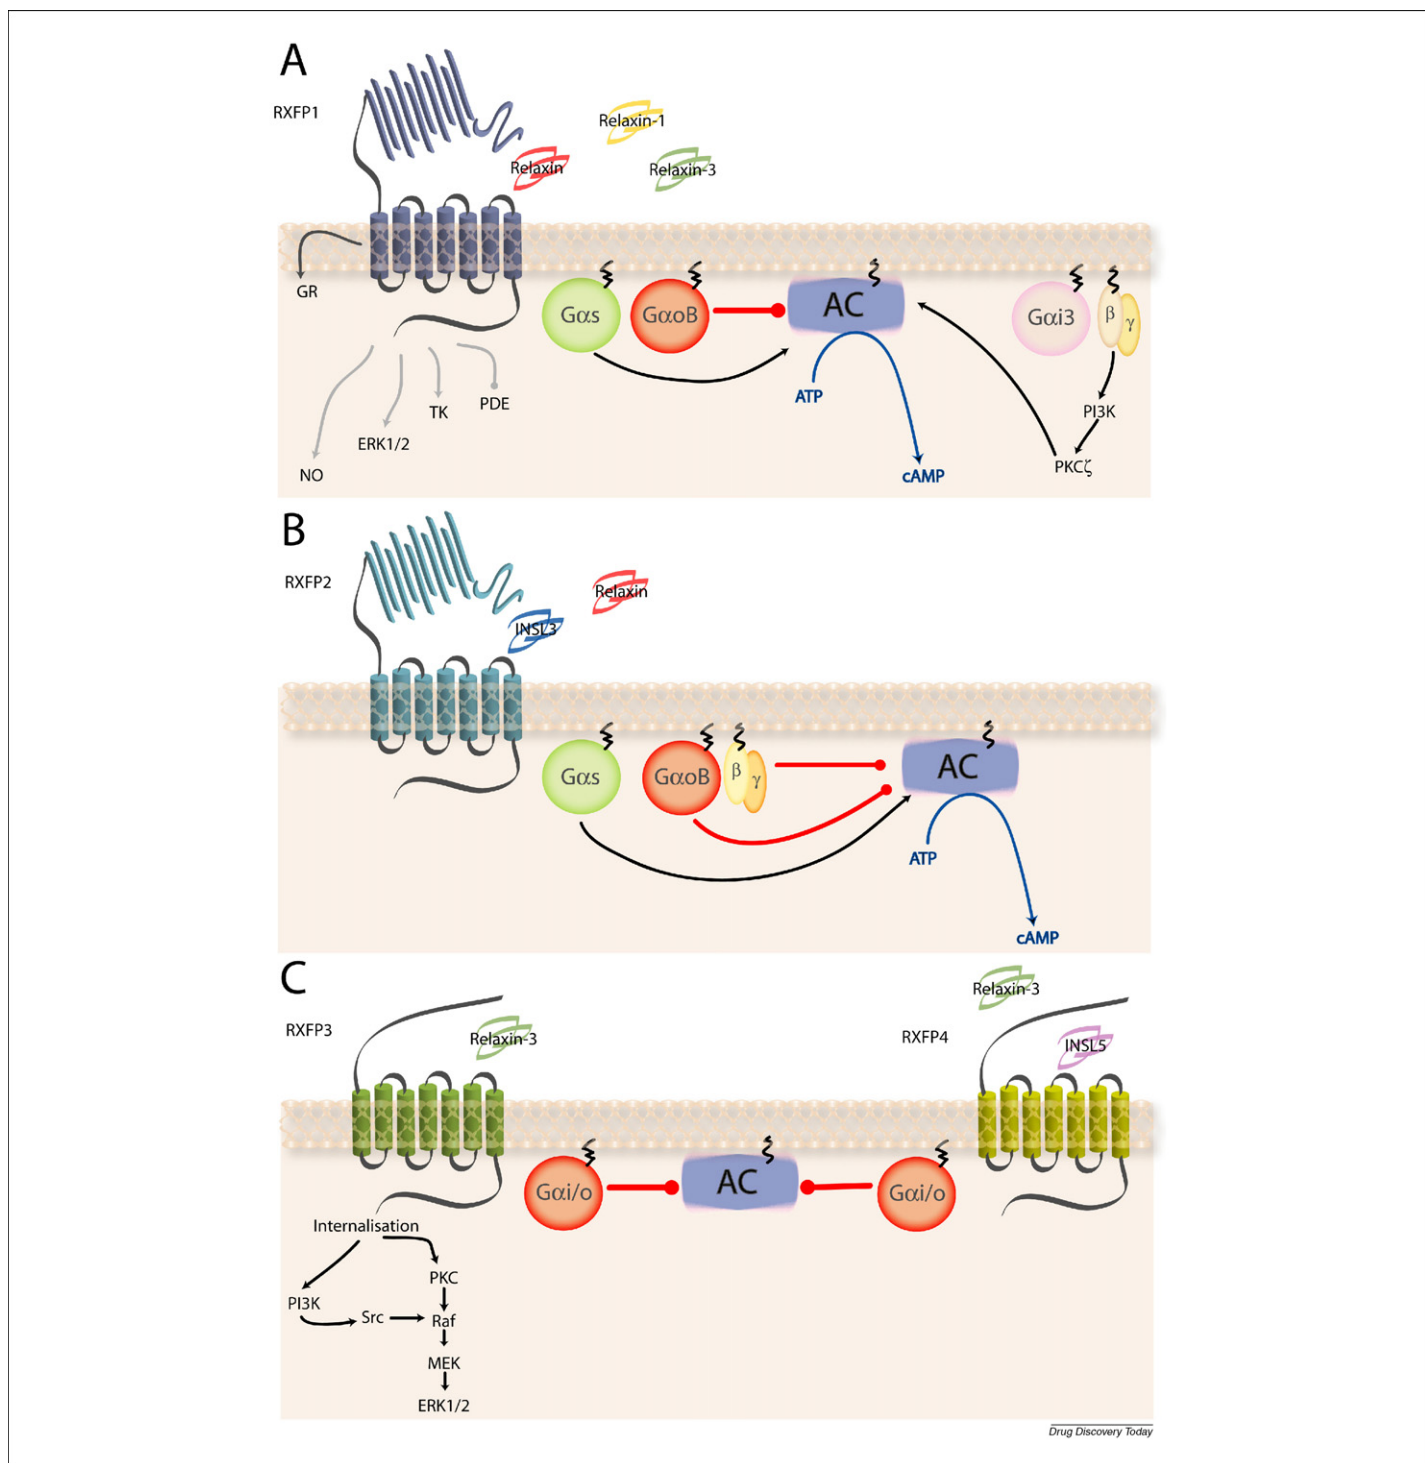 A
RXFP1
Relaxin-1
Relaxin
Relaxin-3
GR
Gαs
GαoB
AC
Gαi3
β
γ
ATP
PDE
TK
PI3K
ERK1/2
NO
cAMP
PKCζ
B
RXFP2
Relaxin
INSL3
Gαs
GαoB
β
γ
AC
ATP
cAMP
C
RXFP3
Relaxin-3
Relaxin-3
RXFP4
INSL5
Gαi/o
AC
Gαi/o
Internalisation
PKC
PI3K
Src
Raf
MEK
ERK1/2
Drug Discovery Today